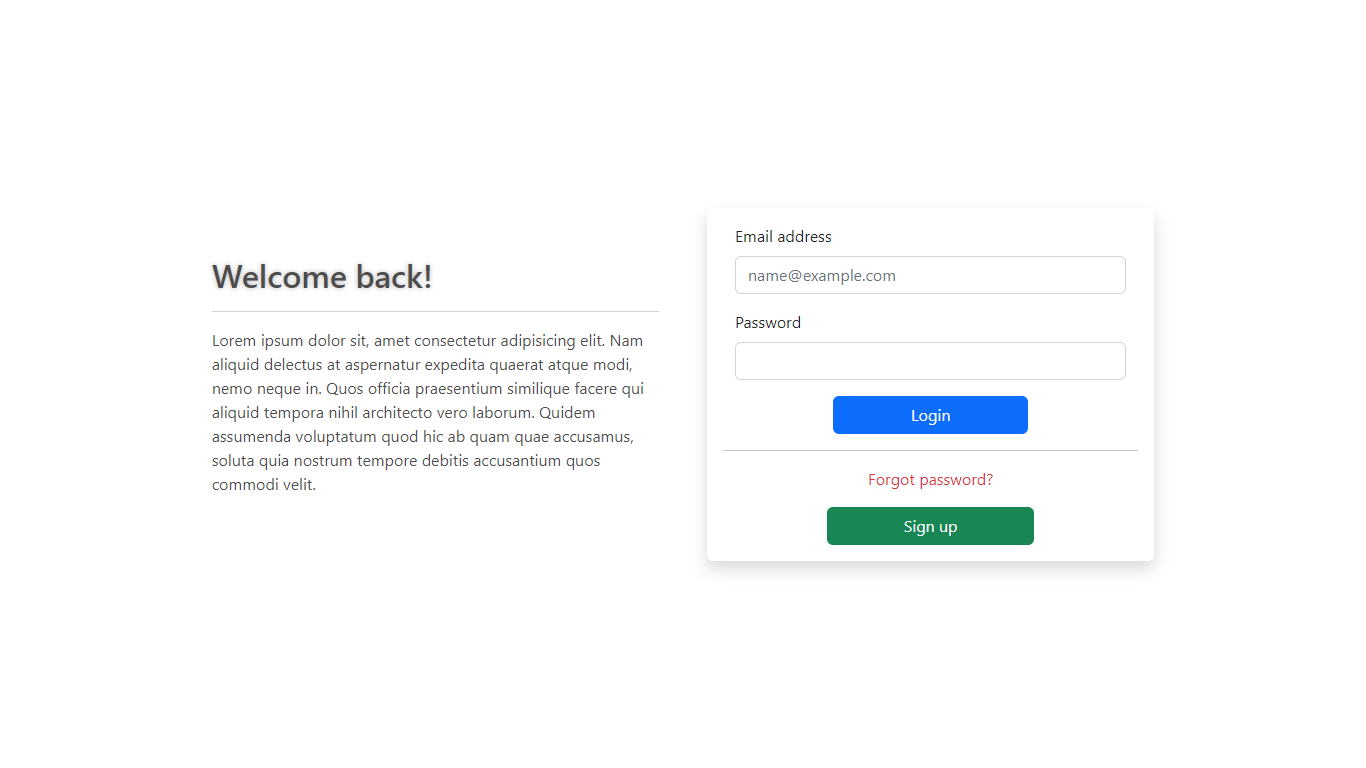 Welcome back!
Lorem ipsum dolor sit, amet consectetur adipisicing elit. Nam
aliquid delectus at aspernatur expedita quaerat atque modi,
nemo neque in. Quos officia praesentium similique facere qui
aliquid tempora nihil architecto vero laborum. Quidem
assumenda voluptatum quod hic ab quam quae accusamus,
soluta quia nostrum tempore debitis accusantium quos
commodi velit.
Email address
name@example.com
Password
Login
Forgot password?
Sign up